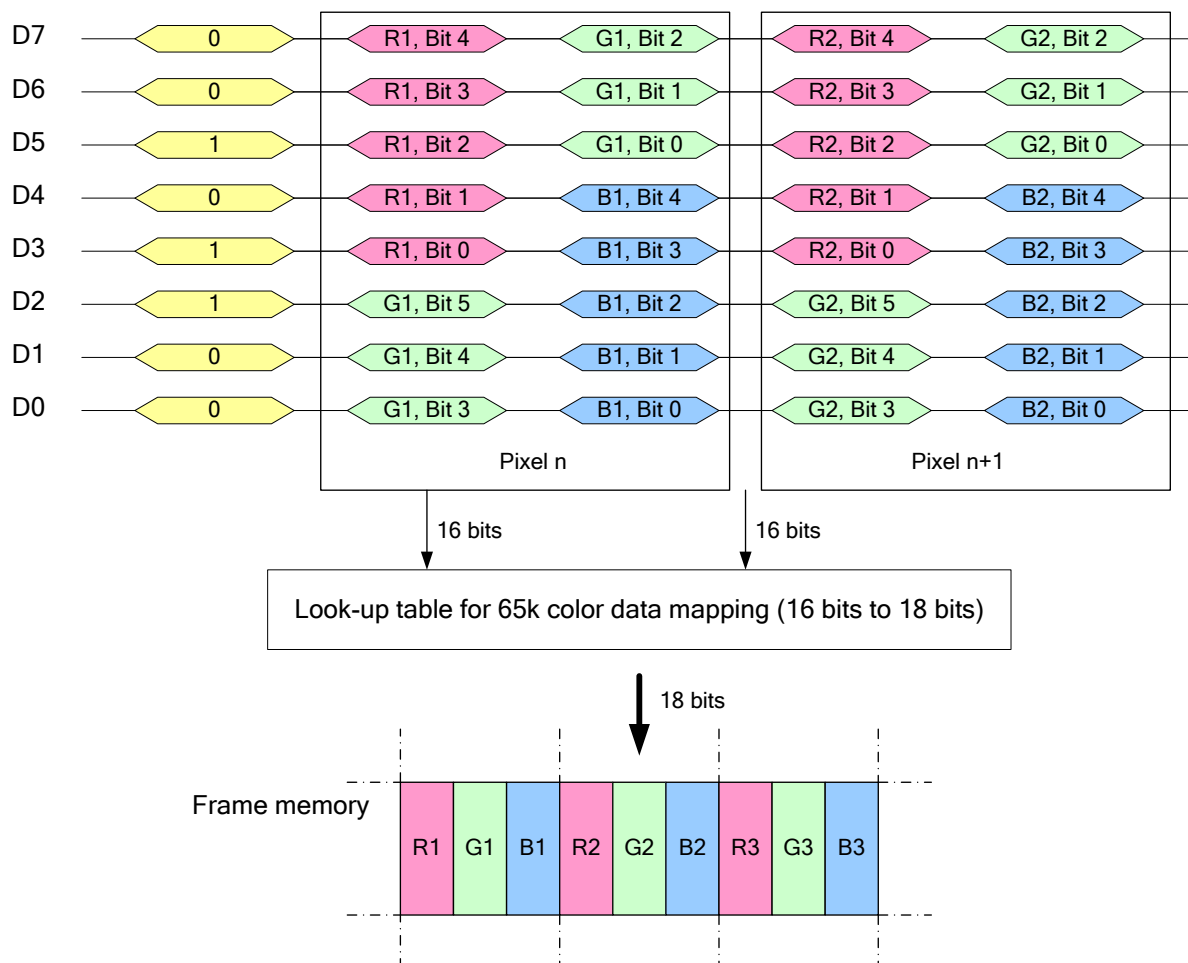 D7 0 R1, Bit 4 G1, Bit 2 R2, Bit 4 G2, Bit 2
D6 0 R1, Bit 3 G1, Bit 1 R2, Bit 3 G2, Bit 1
D5 1 R1, Bit 2 G1, Bit 0 R2, Bit 2 G2, Bit 0
D4 0 R1, Bit 1 B1, Bit 4 R2, Bit 1 B2, Bit 4
D3 1 R1, Bit 0 B1, Bit 3 R2, Bit 0 B2, Bit 3
D2 1 G1, Bit 5 B1, Bit 2 G2, Bit 5 B2, Bit 2
D1 0 G1, Bit 4 B1, Bit 1 G2, Bit 4 B2, Bit 1
D0 0 G1, Bit 3 B1, Bit 0 G2, Bit 3 B2, Bit 0
Pixel n Pixel n+1
16 bits 16 bits
Look-up table for 65k color data mapping (16 bits to 18 bits)
18 bits
Frame memory
R1 G1 B1 R2 G2 B2 R3 G3 B3